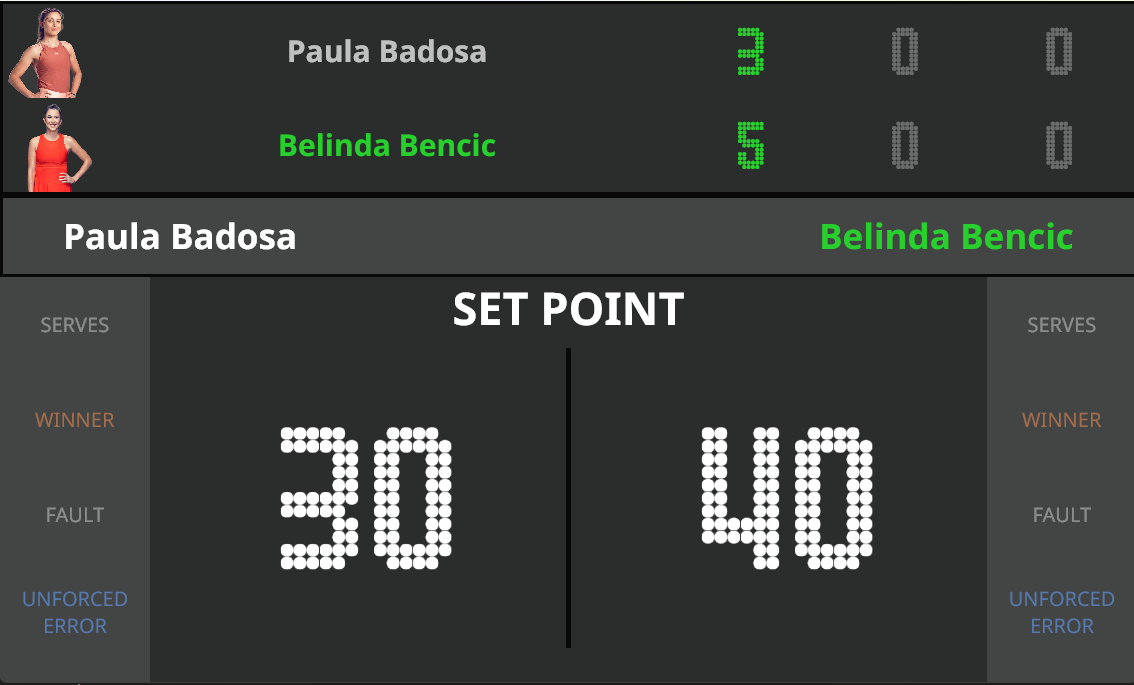 Paula Badosa 3 0 0
Belinda Bencic 5 0 0
Paula Badosa Belinda Bencic
SET POINT
SERVES SERVES
WINNER WINNER
30 40
FAULT FAULT
UNFORCED UNFORCED
ERROR ERROR